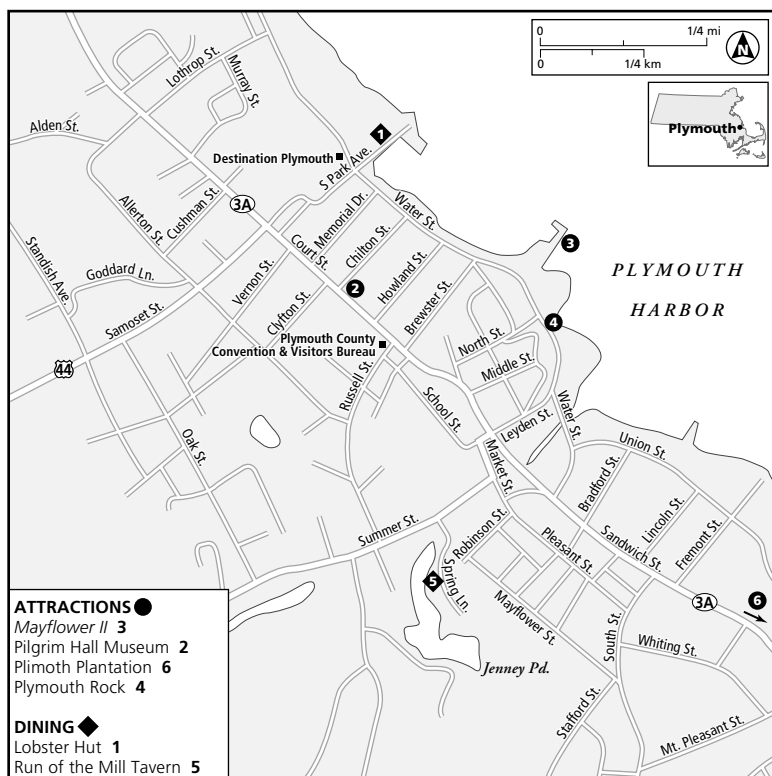 0 1/4 mi
0 1/4 km
N
Plymouth
Lothrop St.
Murray St.
Alden St.
Destination Plymouth
1
S Park Ave.
3A
Allerton St.
Cushman St.
Memorial Dr.
Water St.
Court St.
Chilton St.
3
Standish Ave.
Goddard Ln.
Vernon St.
2
Howland St.
PLYMOUTH
HARBOR
Samoset St.
Clyfton St.
Brewster St.
4
Plymouth County
Convention & Visitors Bureau
North St.
Middle St.
44
Russell St.
School St.
Leyden St.
Water St.
Oak St.
Market St.
Union St.
Bradford St.
Lincoln St.
Fremont St.
Summer St.
Robinson St.
Pleasant St.
Sandwich St.
5
Spring Ln.
Mayflower St.
3A
6
South St.
Whiting St.
Jenney Pd.
Stafford St.
Mt. Pleasant St.
ATTRACTIONS
Mayflower II 3
Pilgrim Hall Museum 2
Plimoth Plantation 6
Plymouth Rock 4
DINING
Lobster Hut 1
Run of the Mill Tavern 5